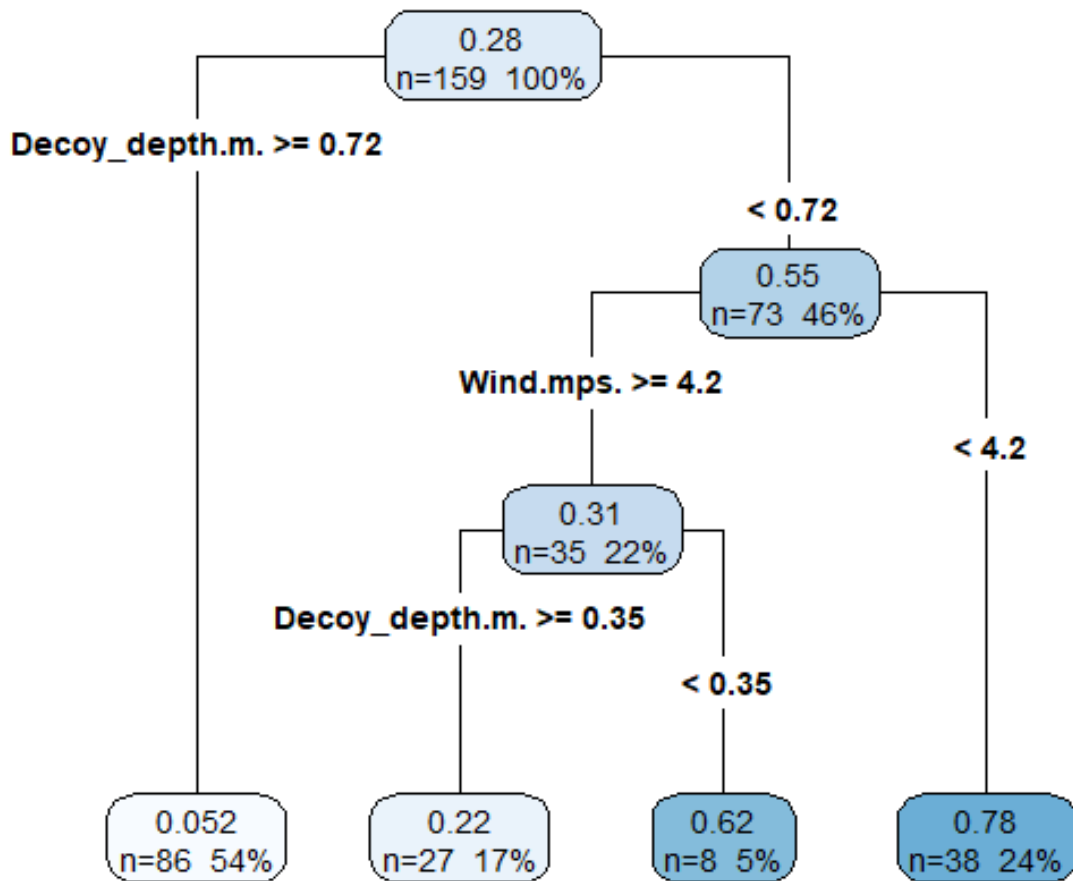 0.28
n=159 100%
Decoy_depth.m. >= 0.72
< 0.72
0.55
n=73 46%
Wind.mps. >= 4.2
< 4.2
0.31
n=35 22%
Decoy_depth.m. >= 0.35
< 0.35
0.052
n=86 54%
0.22
n=27 17%
0.62
n=8 5%
0.78
n=38 24%